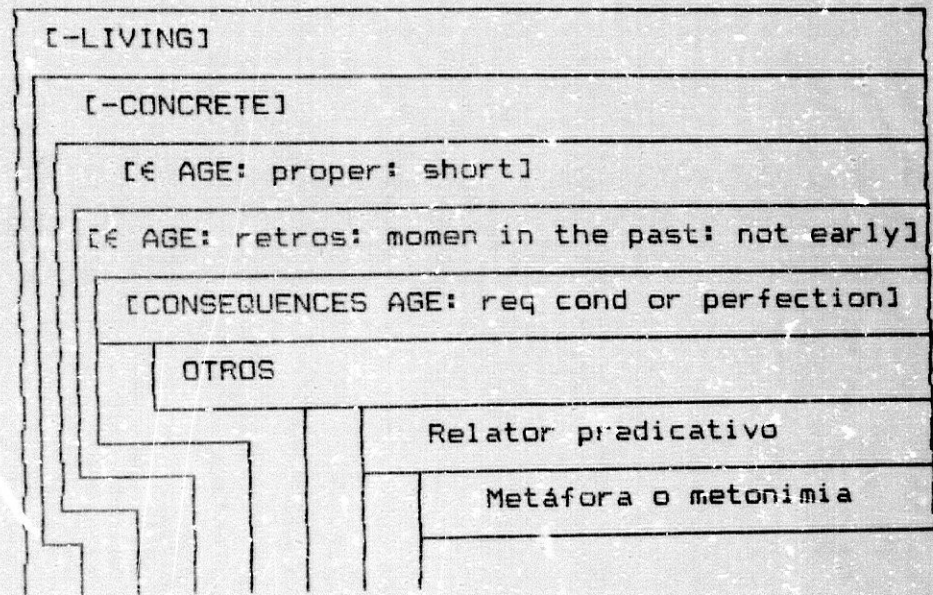 [-LIVING]
[-CONCRETE]
[€ AGE: proper: short]
[€ AGE: retros: momen in the past: not early]
[CONSEQUENCES AGE: req cond or perfection]
OTROS
Relator predicativo
Metáfora o metonimia